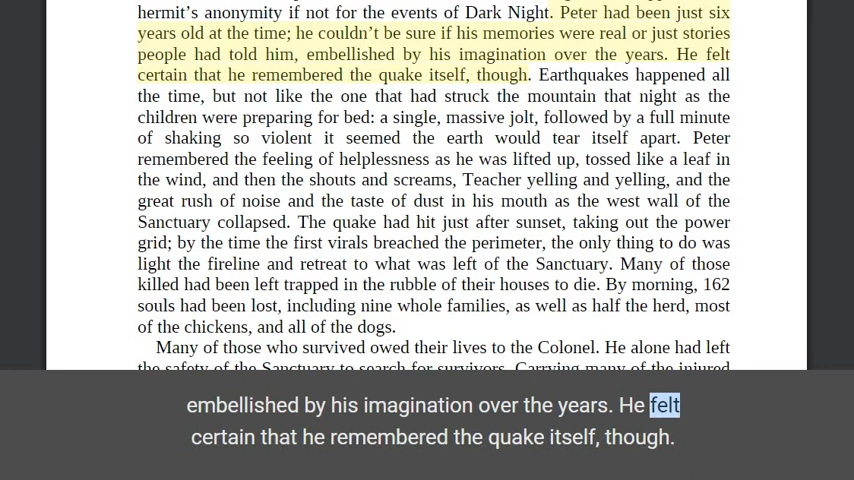 hermit’s anonymity if not for the events of Dark Night. Peter had been just six
years old at the time; he couldn’t be sure if his memories were real or just stories
people had told him, embellished by his imagination over the years. He felt
certain that he remembered the quake itself, though. Earthquakes happened all
the time, but not like the one that had struck the mountain that night as the
children were preparing for bed: a single, massive jolt, followed by a full minute
of shaking so violent it seemed the earth would tear itself apart. Peter
remembered the feeling of helplessness as he was lifted up, tossed like a leaf in
the wind, and then the shouts and screams, Teacher yelling and yelling, and the
great rush of noise and the taste of dust in his mouth as the west wall of the
Sanctuary collapsed. The quake had hit just after sunset, taking out the power
grid; by the time the first virals breached the perimeter, the only thing to do was
light the fireline and retreat to what was left of the Sanctuary. Many of those
killed had been left trapped in the rubble of their houses to die. By morning, 162
souls had been lost, including nine whole families, as well as half the herd, most
of the chickens, and all of the dogs.
Many of those who survived owed their lives to the Colonel. He alone had left
the safety of the Sanctuary to search for survivors. Carrying many of the injured
embellished by his imagination over the years. He felt
certain that he remembered the quake itself, though.